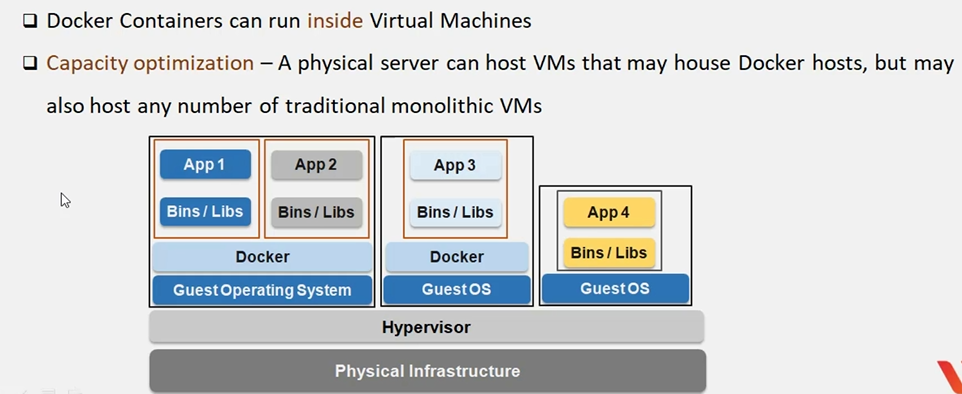 Docker Containers can run inside Virtual Machines
Capacity optimization – A physical server can host VMs that may house Docker hosts, but may
also host any number of traditional monolithic VMs
App 1
App 2
App 3
Bins / Libs
Bins / Libs
Bins / Libs
App 4
Docker
Docker
Bins / Libs
Guest Operating System
Guest OS
Guest OS
Hypervisor
Physical Infrastructure